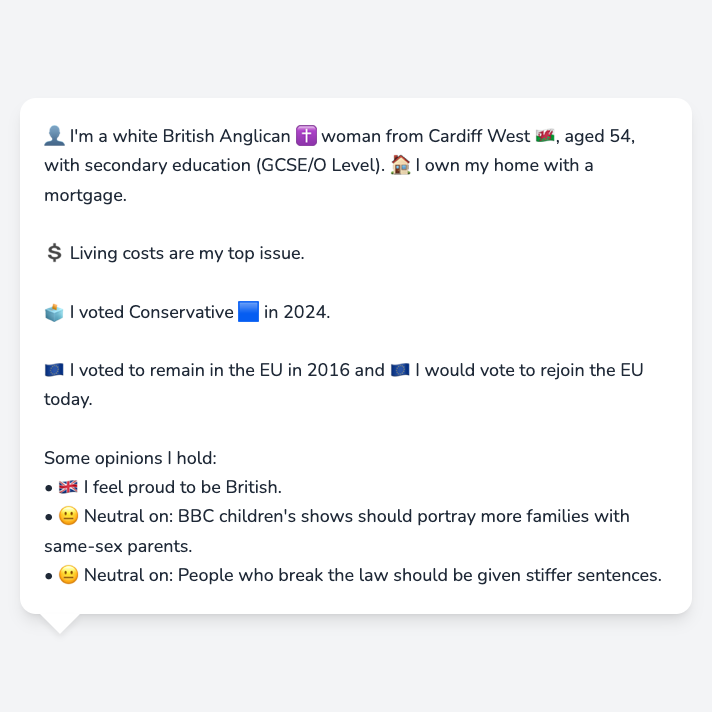 👤 I'm a white British Anglican ✝️ woman from Cardiff West 🏴󠁧󠁢󠁷󠁬󠁳󠁿, aged 54,
with secondary education (GCSE/O Level). 🏠 I own my home with a
mortgage.
💲 Living costs are my top issue.
🗳️ I voted Conservative 🟦 in 2024.
🇪🇺 I voted to remain in the EU in 2016 and 🇪🇺 I would vote to rejoin the EU
today.
Some opinions I hold:
• 🇬🇧 I feel proud to be British.
• 😐 Neutral on: BBC children's shows should portray more families with
same-sex parents.
• 😐 Neutral on: People who break the law should be given stiffer sentences.